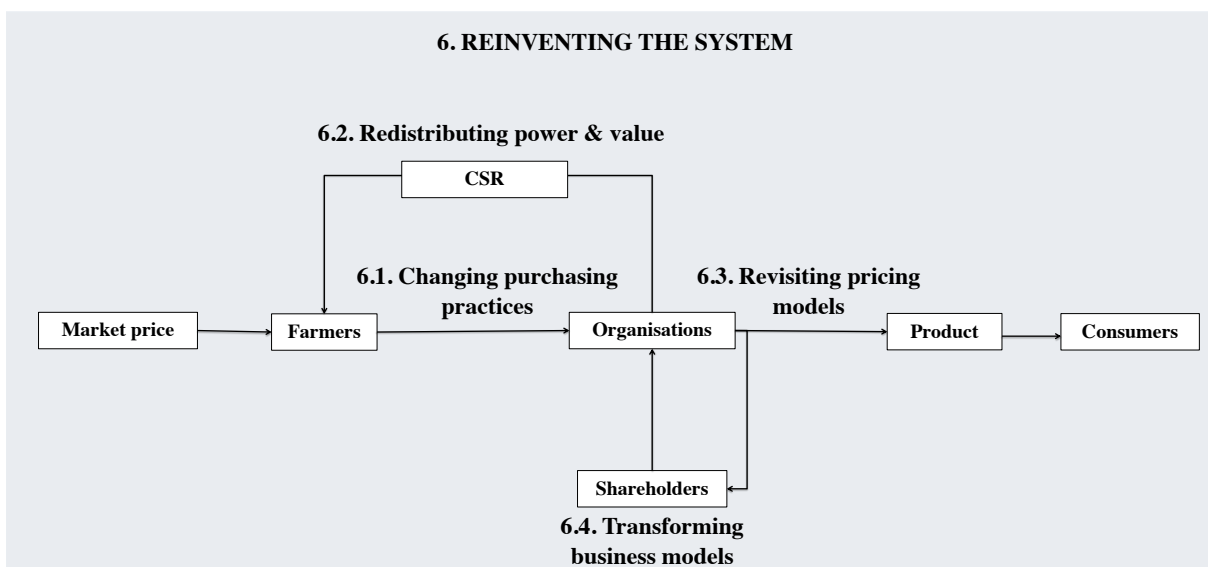 6. REINVENTING THE SYSTEM
6.2. Redistributing power & value
CSR
6.1. Changing purchasing
practices
6.3. Revisiting pricing
models
Market price
Farmers
Organisations
Product
Consumers
Shareholders
6.4. Transforming
business models